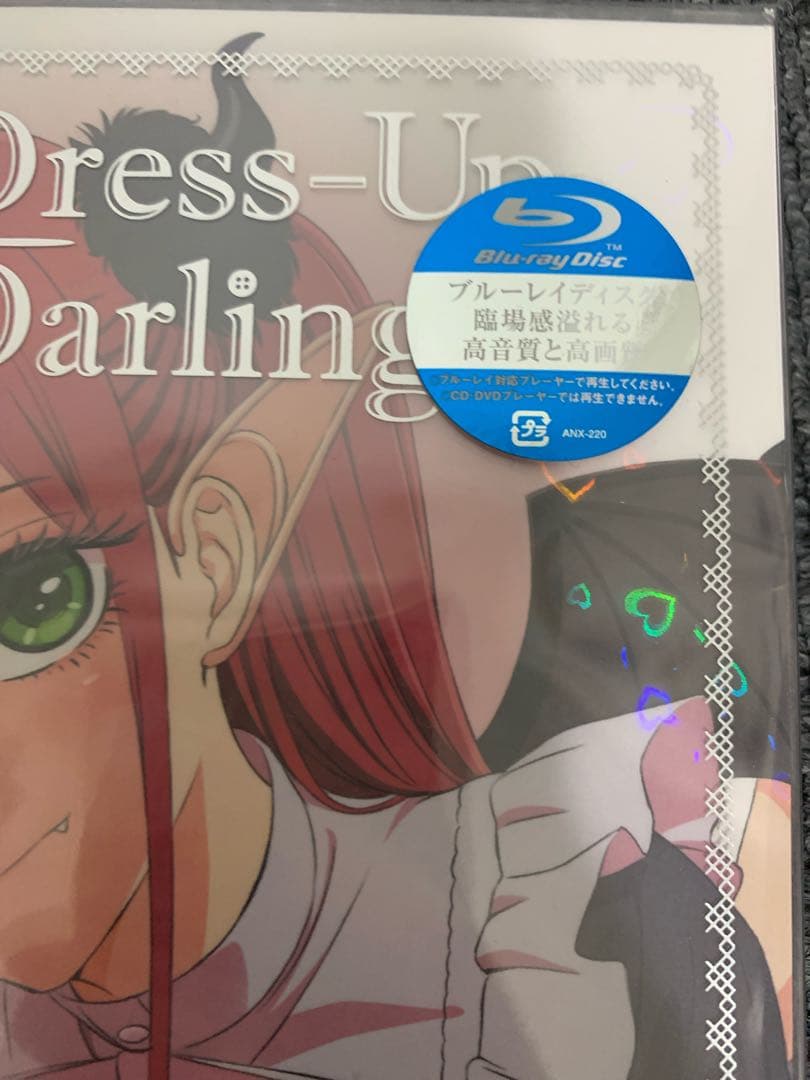 Dress-Up
Darling
Blu-ray Disc
TM
ブルーレイディスク
臨場感溢れる
高音質と高画質
●ブルーレイ対応プレーヤーで再生してください。
●CD・DVDプレーヤーでは再生できません。
プラ
ANX-220